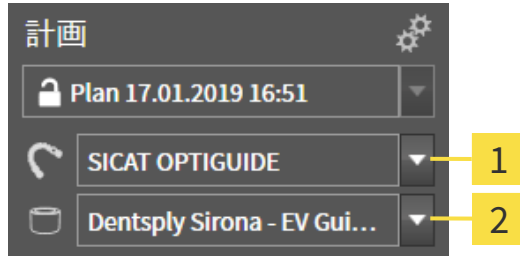 計画
Plan 17.01.2019 16:51
SICAT OPTIGUIDE 1
Dentsply Sirona - EV Gui... 2